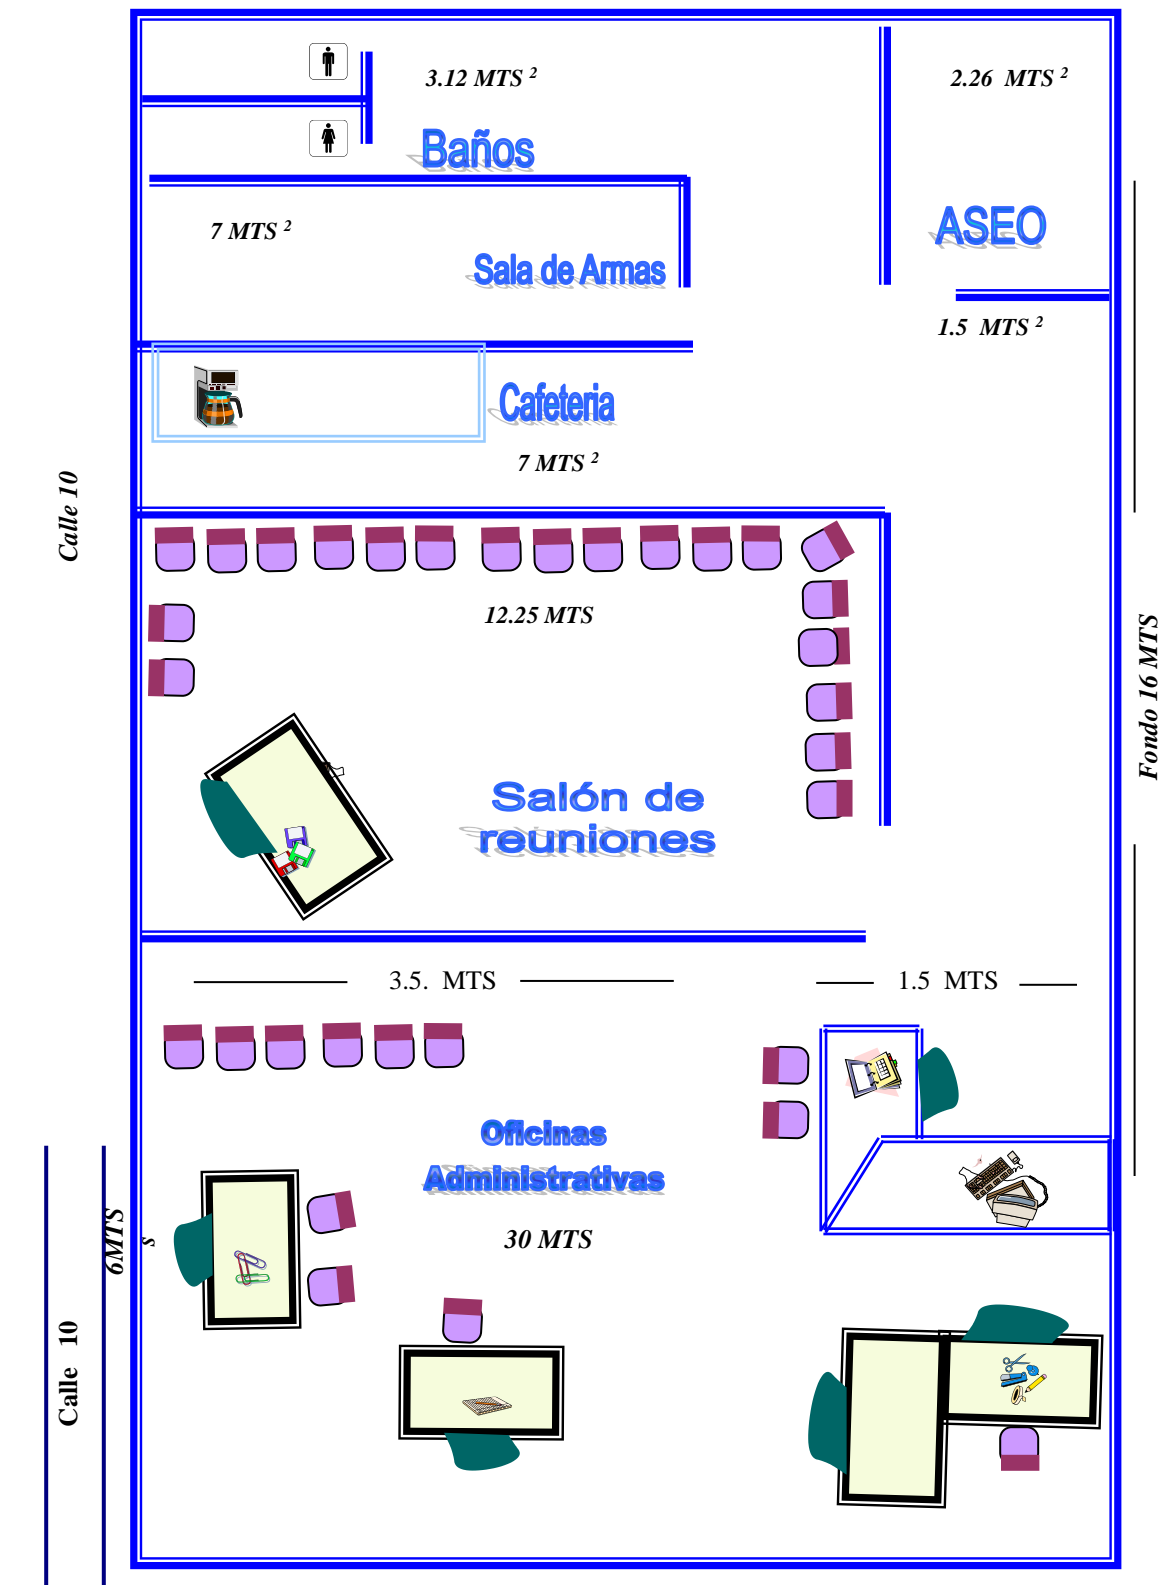 3.12 MTS 2
2.26 MTS 2
Baños
7 MTS 2
ASEO
Sala de Armas
1.5 MTS 2
Cafeteria
7 MTS 2
Calle 10
12.25 MTS
Fondo 16 MTS
Salón de
reuniones
3.5. MTS
1.5 MTS
Oficinas
Administrativas
6MTS
s
30 MTS
Calle 10